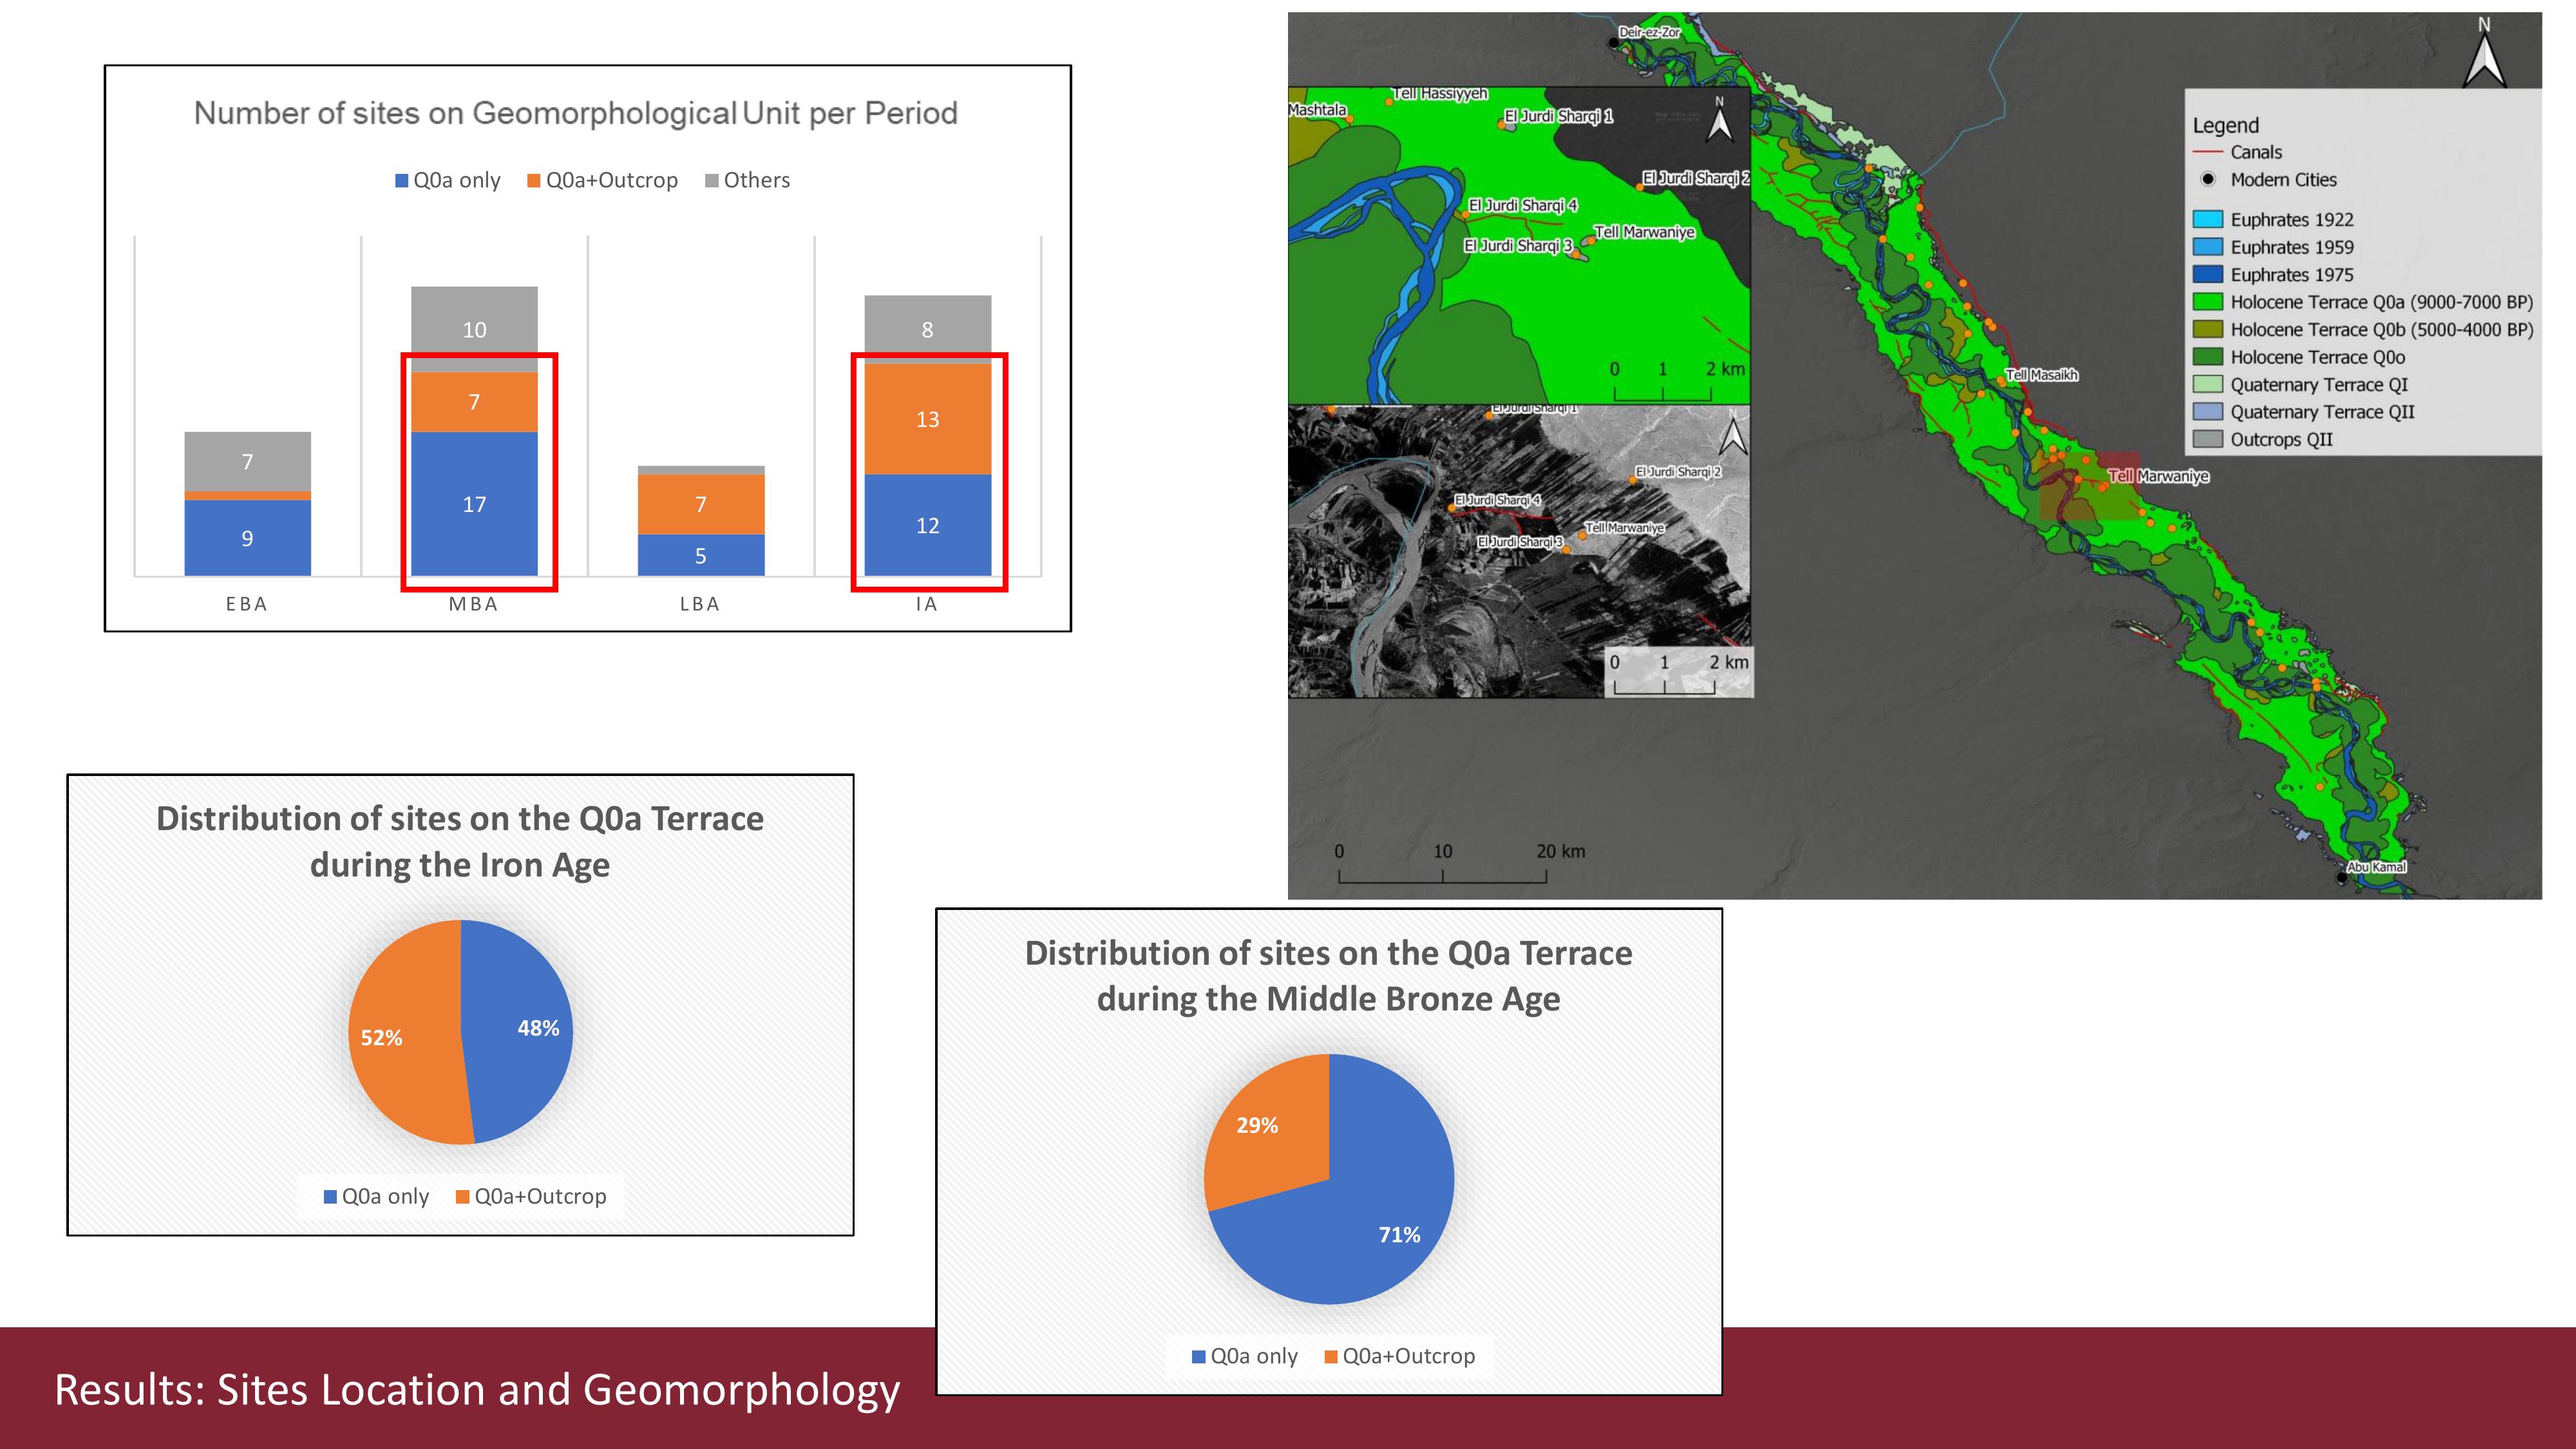 Number of sites on Geomorphological Unit per Period
Q0a only Q0a+Outcrop Others
7
9
10
7
17
7
5
8
13
12
EBA MBA LBA IA
Distribution of sites on the Q0a Terrace
during the Iron Age
52% 48%
Q0a only Q0a+Outcrop
Distribution of sites on the Q0a Terrace
during the Middle Bronze Age
29%
71%
Q0a only Q0a+Outcrop
Deir-ez-Zor
N
Mashtala
Tell Hassiyyeh
El Jurdi Sharqi 1
N
El Jurdi Sharqi 2
El Jurdi Sharqi 4
Tell Marwaniye
El Jurdi Sharqi 3
0 1 2 km
El Jurdi Sharqi 1
N
El Jurdi Sharqi 2
El Jurdi Sharqi 4
Tell Marwaniye
El Jurdi Sharqi 3
0 1 2 km
Tell Masaikh
Tell Marwaniye
Abu Kamal
0 10 20 km
Legend
Canals
Modern Cities
Euphrates 1922
Euphrates 1959
Euphrates 1975
Holocene Terrace Q0a (9000-7000 BP)
Holocene Terrace Q0b (5000-4000 BP)
Holocene Terrace Q0o
Quaternary Terrace QI
Quaternary Terrace QII
Outcrops QII
Results: Sites Location and Geomorphology